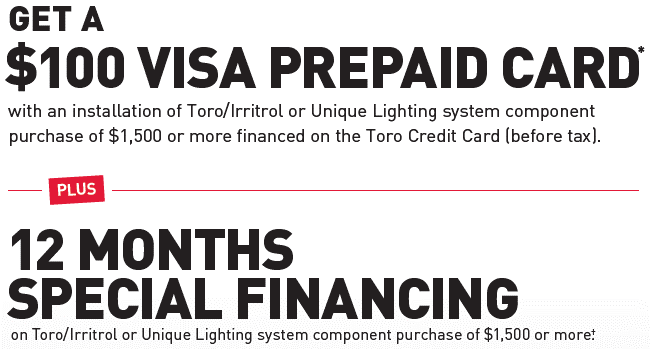 GET A
$100 VISA PREPAID CARD*
with an installation of Toro/Irritrol or Unique Lighting system component
purchase of $1,500 or more financed on the Toro Credit Card (before tax).
PLUS
12 MONTHS
SPECIAL FINANCING
on Toro/Irritrol or Unique Lighting system component purchase of $1,500 or more.†